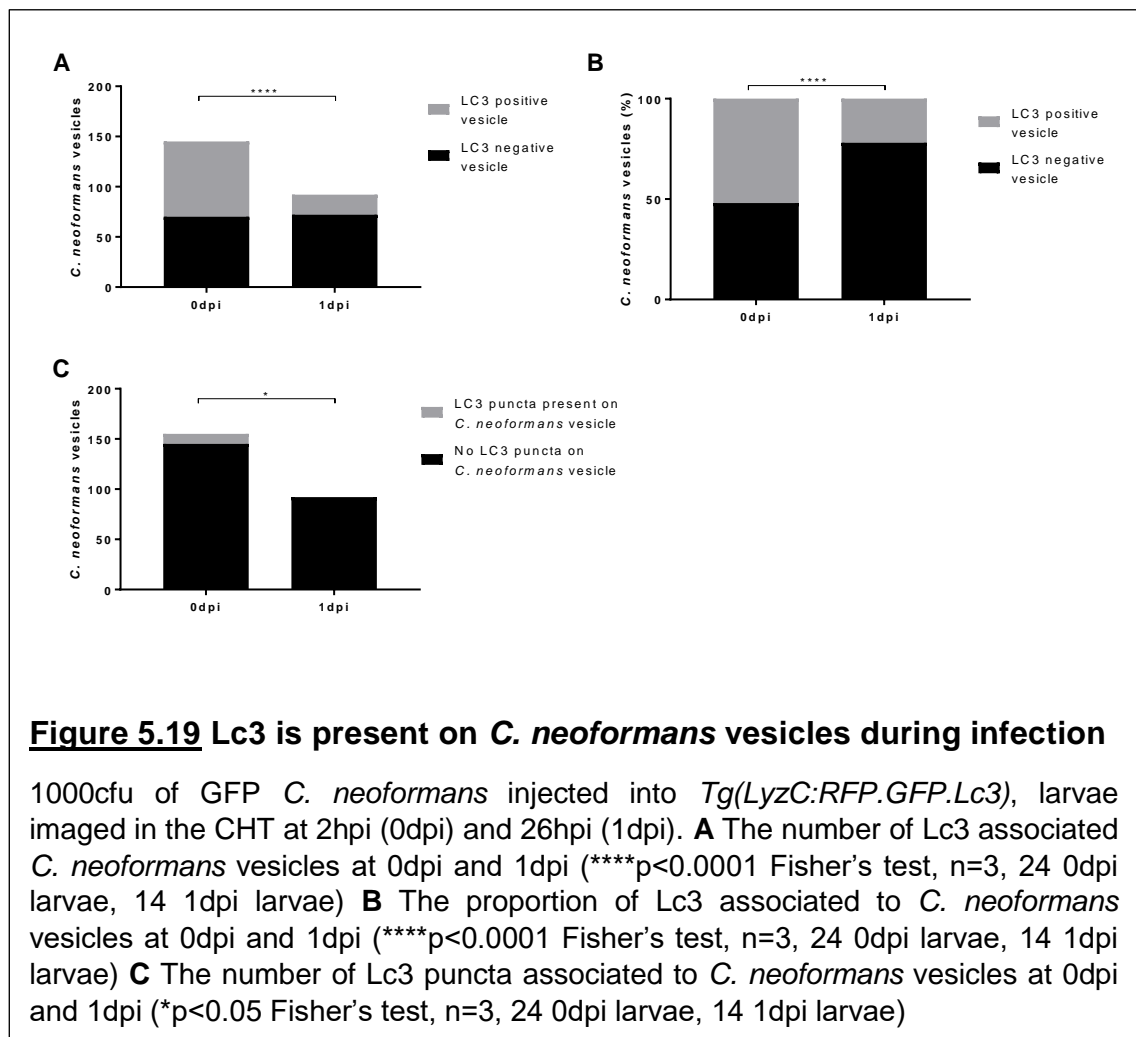 A
C. neoformans vesicles
200
150
100
50
0
****
0dpi
1dpi
LC3 positive
vesicle
LC3 negative
vesicle
B
C. neoformans vesicles (%)
100
50
0
****
0dpi
1dpi
LC3 positive
vesicle
LC3 negative
vesicle
C
C. neoformans vesicles
200
150
100
50
0
*
0dpi
1dpi
LC3 puncta present on
C. neoformans vesicle
No LC3 puncta on
C. neoformans vesicle
Figure 5.19 Lc3 is present on C. neoformans vesicles during infection
1000cfu of GFP C. neoformans injected into Tg(LyzC:RFP.GFP.Lc3), larvae
imaged in the CHT at 2hpi (0dpi) and 26hpi (1dpi). A The number of Lc3 associated
C. neoformans vesicles at 0dpi and 1dpi (****p<0.0001 Fisher’s test, n=3, 24 0dpi
larvae, 14 1dpi larvae) B The proportion of Lc3 associated to C. neoformans
vesicles at 0dpi and 1dpi (****p<0.0001 Fisher’s test, n=3, 24 0dpi larvae, 14 1dpi
larvae) C The number of Lc3 puncta associated to C. neoformans vesicles at 0dpi
and 1dpi (*p<0.05 Fisher’s test, n=3, 24 0dpi larvae, 14 1dpi larvae)